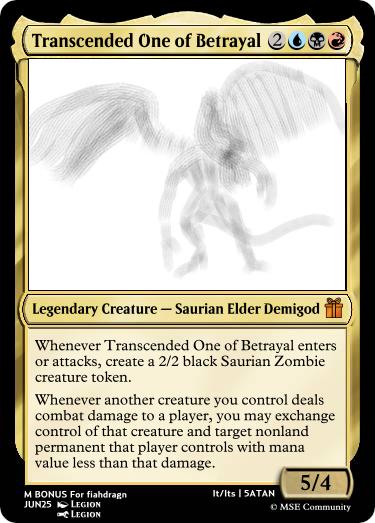 Transcended One of Betrayal 2
Legendary Creature — Saurian Elder Demigod
Whenever Transcended One of Betrayal enters
or attacks, create a 2/2 black Saurian Zombie
creature token.
Whenever another creature you control deals
combat damage to a player, you may exchange
control of that creature and target nonland
permanent that player controls with mana
value less than that damage.
5/4
M BONUS For fiahdragn
It/Its | 5ATAN
JUN25 Legion
Legion
© MSE Community